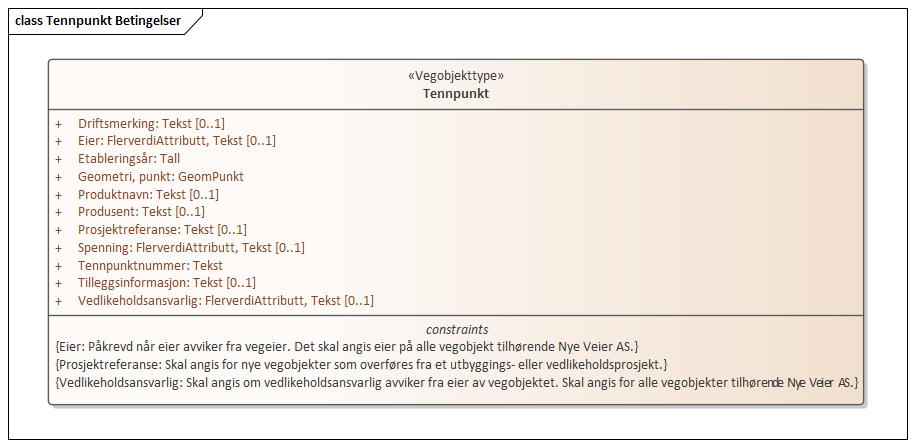 class Tennpunkt Betingelser
«Vegobjekttype»
Tennpunkt
+ Driftsmerking: Tekst [0..1]
+ Eier: FlerverdiAttributt, Tekst [0..1]
+ Etableringsår: Tall
+ Geometri, punkt: GeomPunkt
+ Produktnavn: Tekst [0..1]
+ Produsent: Tekst [0..1]
+ Prosjektreferanse: Tekst [0..1]
+ Spenning: FlerverdiAttributt, Tekst [0..1]
+ Tennpunktnummer: Tekst
+ Tilleggsinformasjon: Tekst [0..1]
+ Vedlikeholdsansvarlig: FlerverdiAttributt, Tekst [0..1]
constraints
{Eier: Påkrevd når eier avviker fra vegeier. Det skal angis eier på alle vegobjekt tilhørende Nye Veier AS.}
{Prosjektreferanse: Skal angis for nye vegobjekter som overføres fra et utbyggings- eller vedlikeholdsprosjekt.}
{Vedlikeholdsansvarlig: Skal angis om vedlikeholdsansvarlig avviker fra eier av vegobjektet. Skal angis for alle vegobjekter tilhørende Nye Veier AS.}